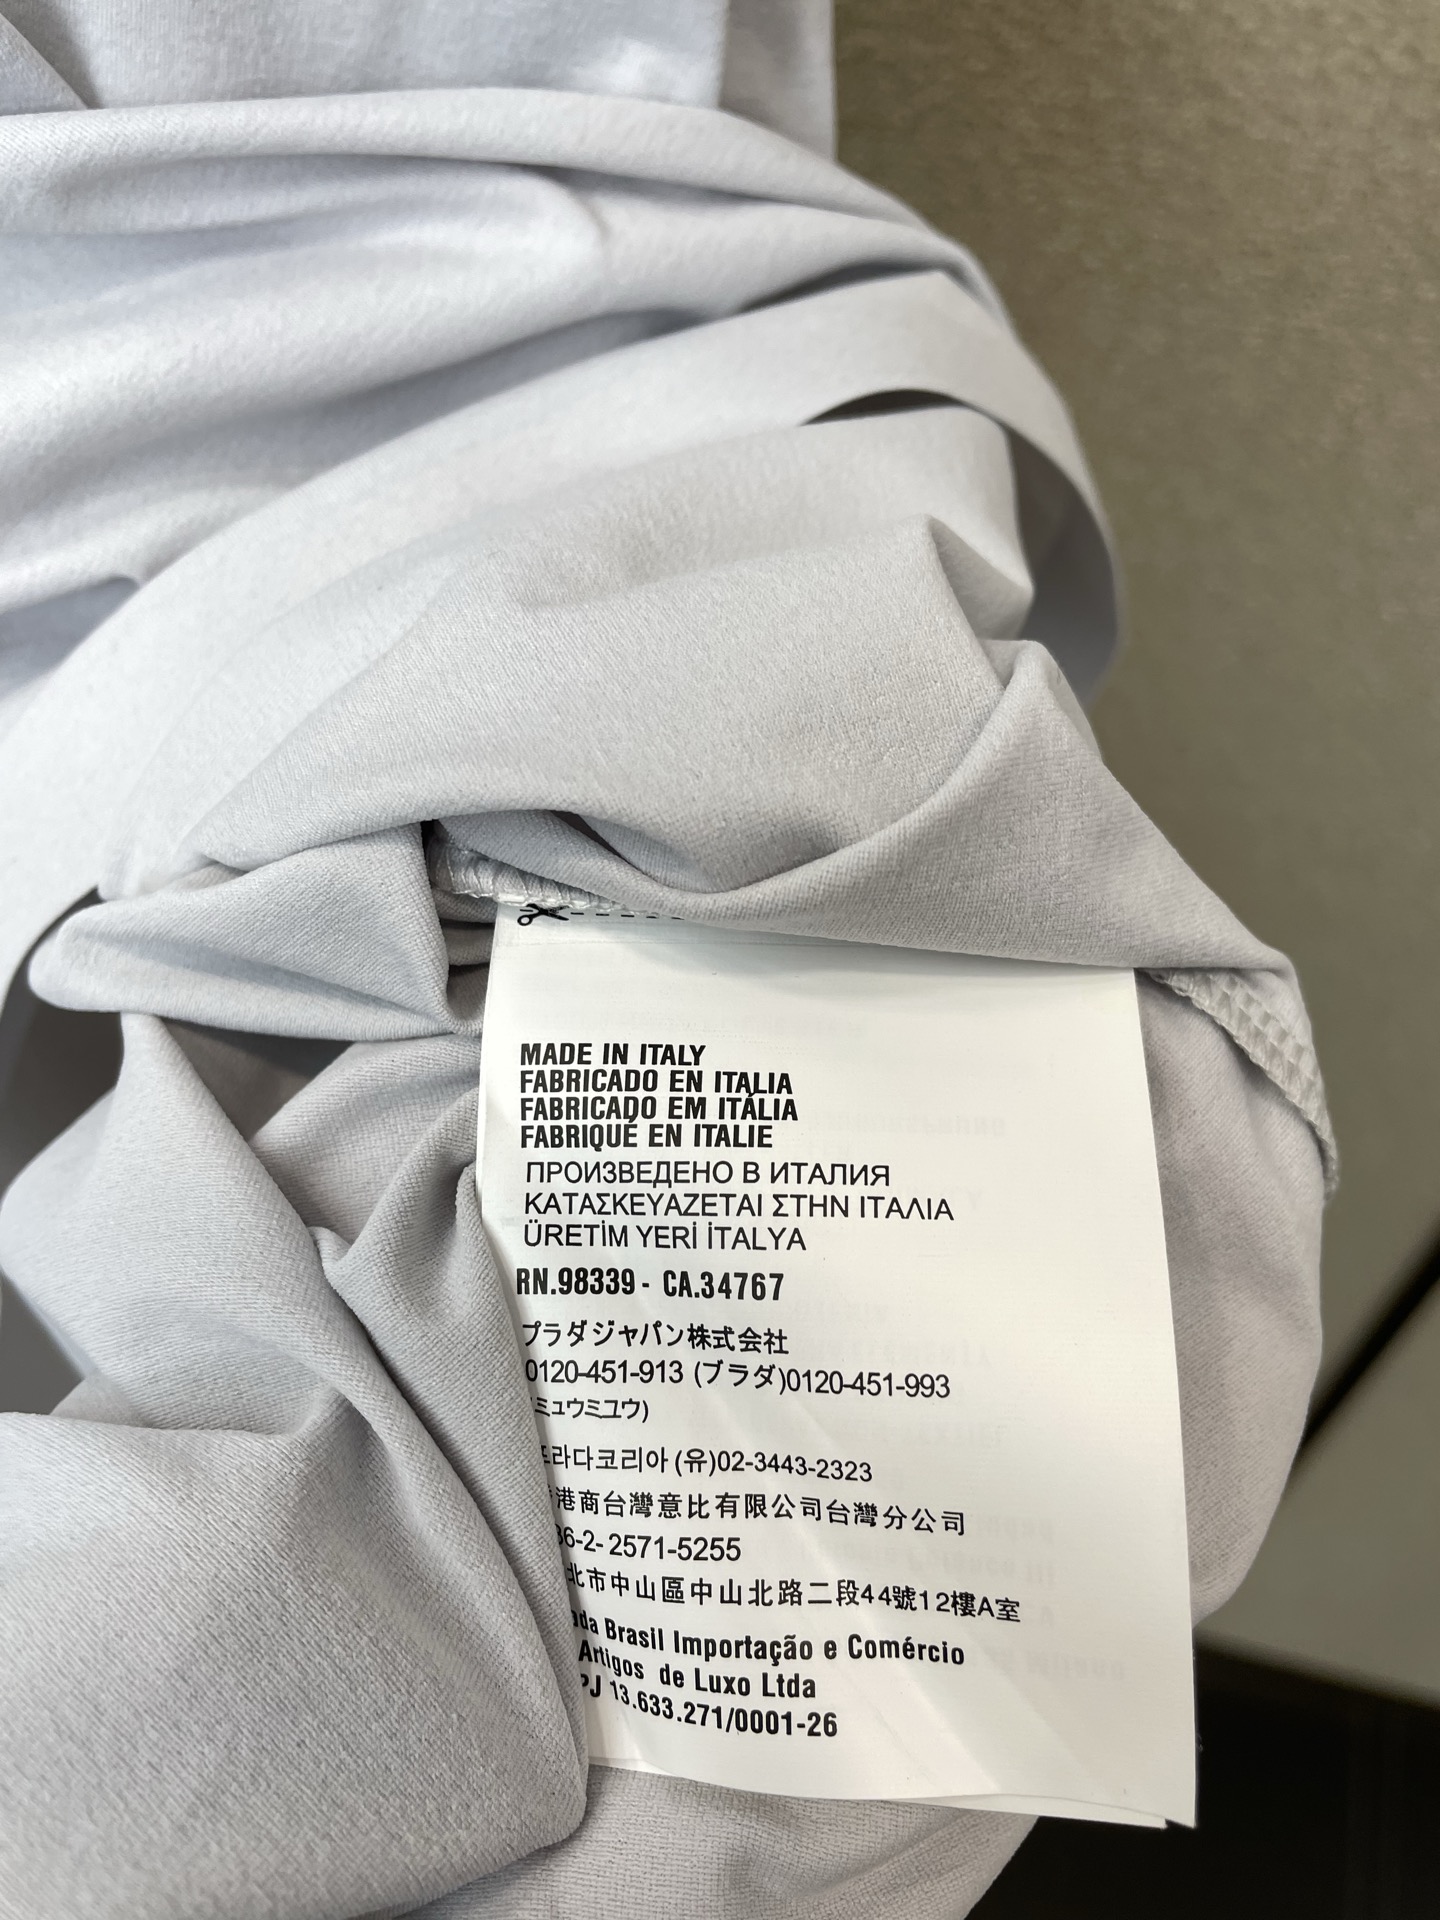 MADE IN ITALY
FABRICADO EN ITALIA
FABRICADO EM ITÁLIA
FABRIQUÉ EN ITALIE
ПРОИЗВЕДЕНО В ИТАЛИЯ
ΚΑΤΑΣΚΕΥΑΖΕΤΑΙ ΣΤΗΝ ΙΤΑΛΙΑ
ÜRETİM YERİ İTALYA
RN.98339 - CA.34767
プラダジャパン株式会社
0120-451-913 (プラダ)0120-451-993
ミュウミュウ)
라다코리아 (유)02-3443-2323
港商台灣意比有限公司台灣分公司
86-2- 2571-5255
北市中山區中山北路二段44號12樓A室
Brasil Importação e Comércio
Artigos de Luxo Ltda
13.633.271/0001-26